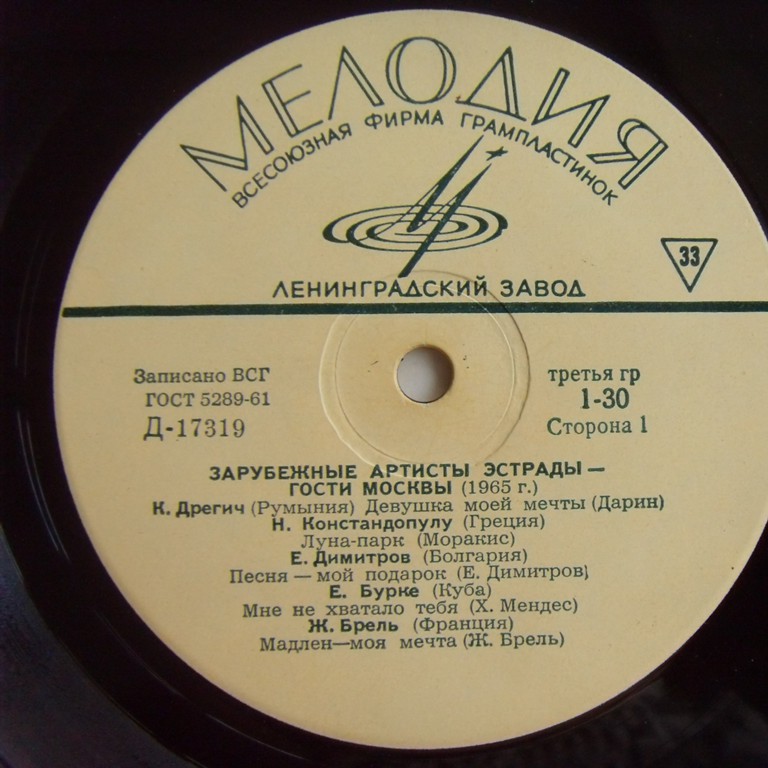 МЕЛОДИЯ
ВСЕСОЮЗНАЯ ФИРМА ГРАМПЛАСТИНОК
33
ЛЕНИНГРАДСКИЙ ЗАВОД
Записано ВСГ
ГОСТ 5289-61
Д-17319
третья гр
1-30
Сторона 1
ЗАРУБЕЖНЫЕ АРТИСТЫ ЭСТРАДЫ —
ГОСТИ МОСКВЫ (1965 г.)
К. Дрегич (Румыния) Девушка моей мечты (Дарин)
Н. Констандопулу (Греция)
Луна-парк (Моракис)
Е. Димитров (Болгария)
Песня — мой подарок (Е. Димитров)
Е. Бурке (Куба)
Мне не хватало тебя (Х. Мендес)
Ж. Брель (Франция)
Мадлен—моя мечта (Ж. Брель)